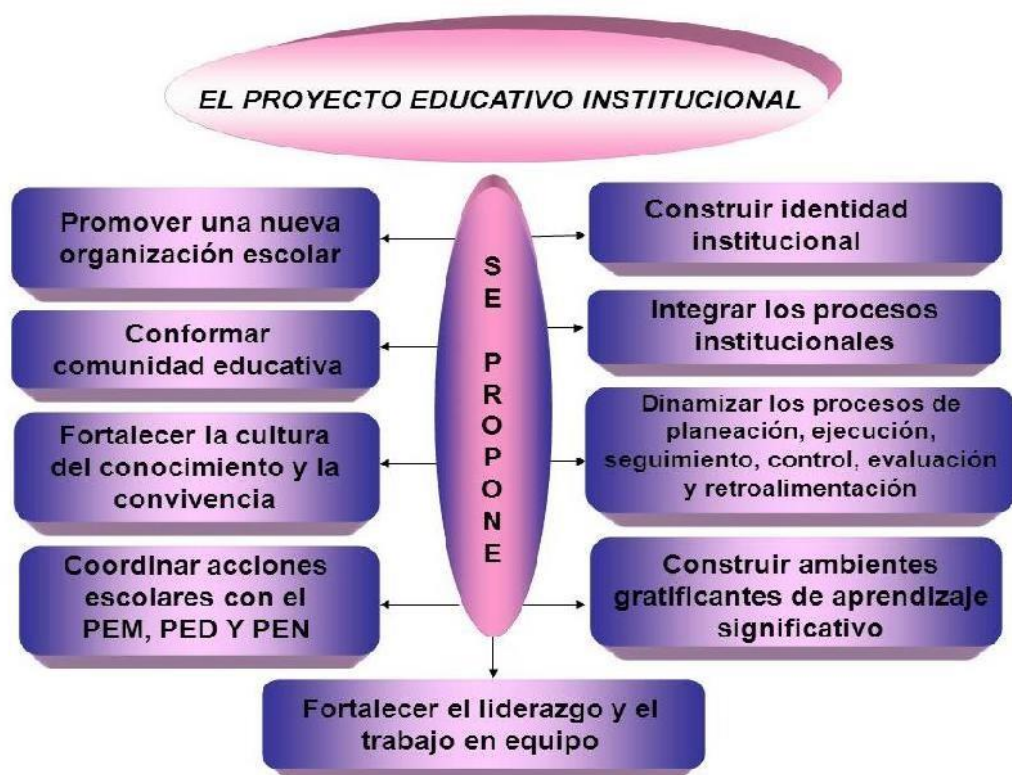 EL PROYECTO EDUCATIVO INSTITUCIONAL
SE PROPONE
Promover una nueva
organización escolar
Construir identidad
institucional
Conformar
comunidad educativa
Integrar los procesos
institucionales
Fortalecer la cultura
del conocimiento y la
convivencia
Dinamizar los procesos de
planeación, ejecución,
seguimiento, control, evaluación
y retroalimentación
Coordinar acciones
escolares con el
PEM, PED Y PEN
Construir ambientes
gratificantes de aprendizaje
significativo
Fortalecer el liderazgo y el
trabajo en equipo